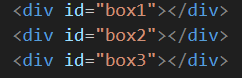 <div id="box1"></div>
<div id="box2"></div>
<div id="box3"></div>